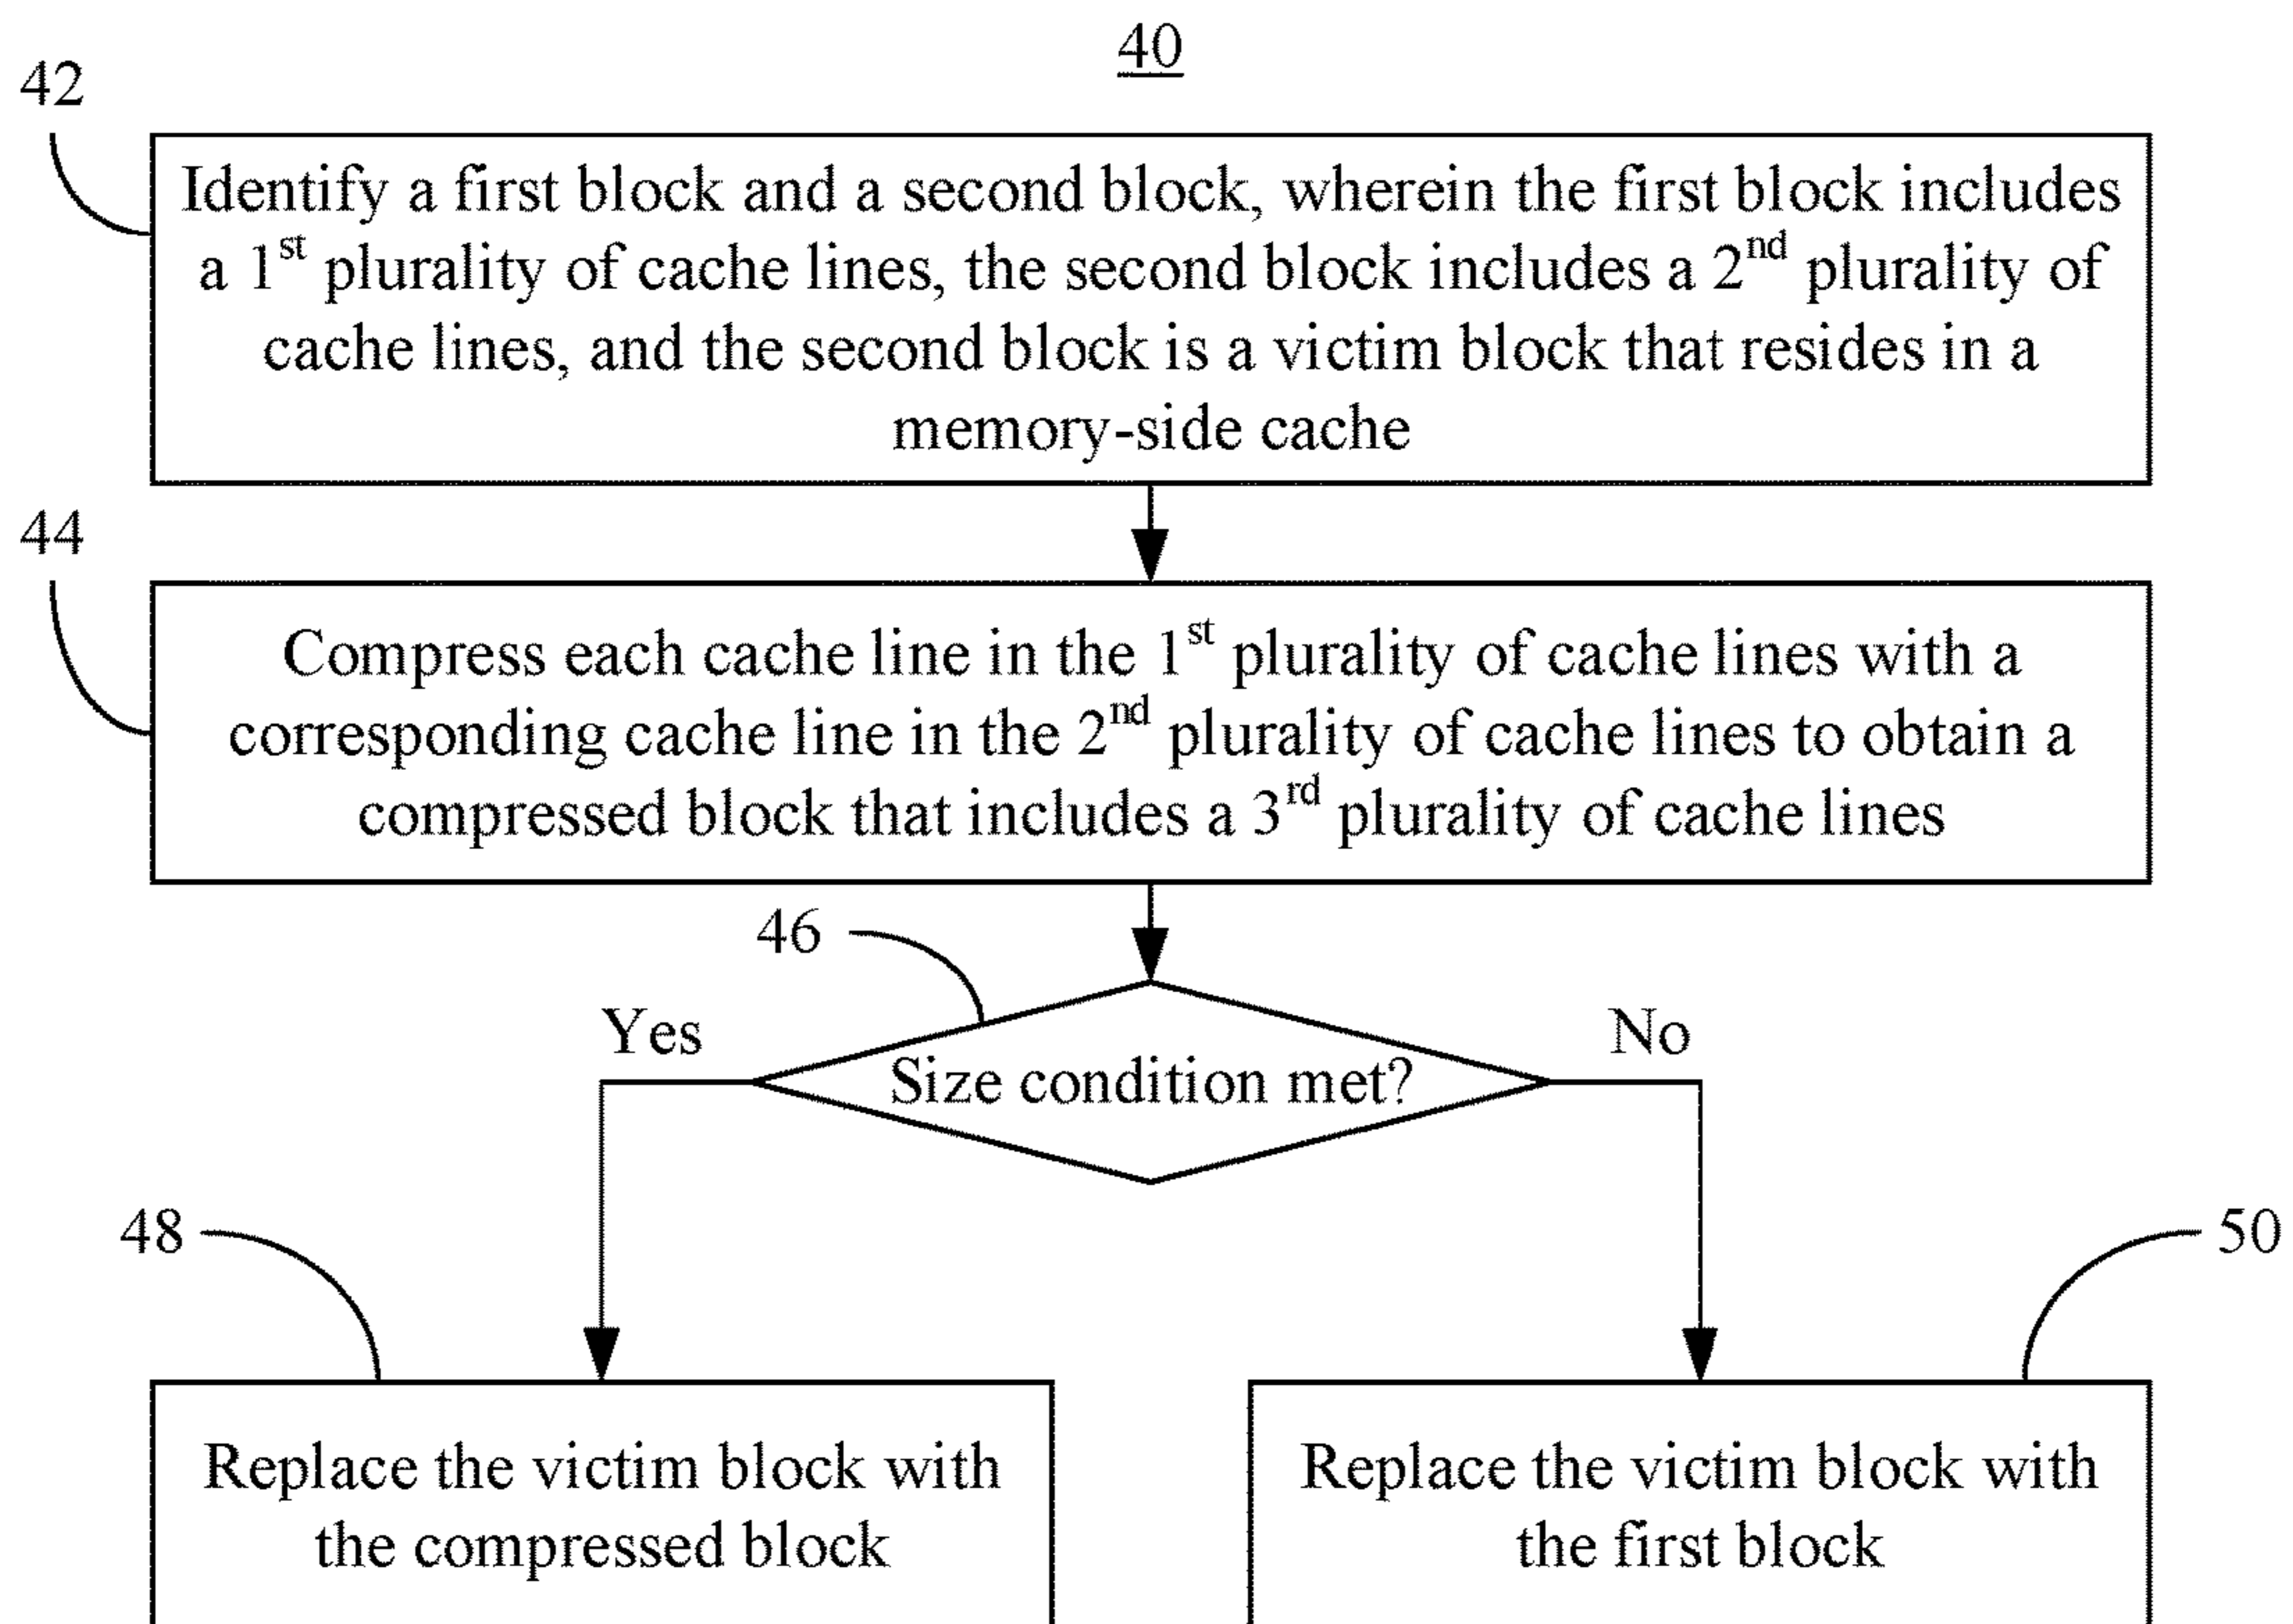 40
42
Identify a first block and a second block, wherein the first block includes
a 1st plurality of cache lines, the second block includes a 2nd plurality of
cache lines, and the second block is a victim block that resides in a
memory-side cache
44
Compress each cache line in the 1st plurality of cache lines with a
corresponding cache line in the 2nd plurality of cache lines to obtain a
compressed block that includes a 3rd plurality of cache lines
46
Yes
No
Size condition met?
48
50
Replace the victim block with
the compressed block
Replace the victim block with
the first block